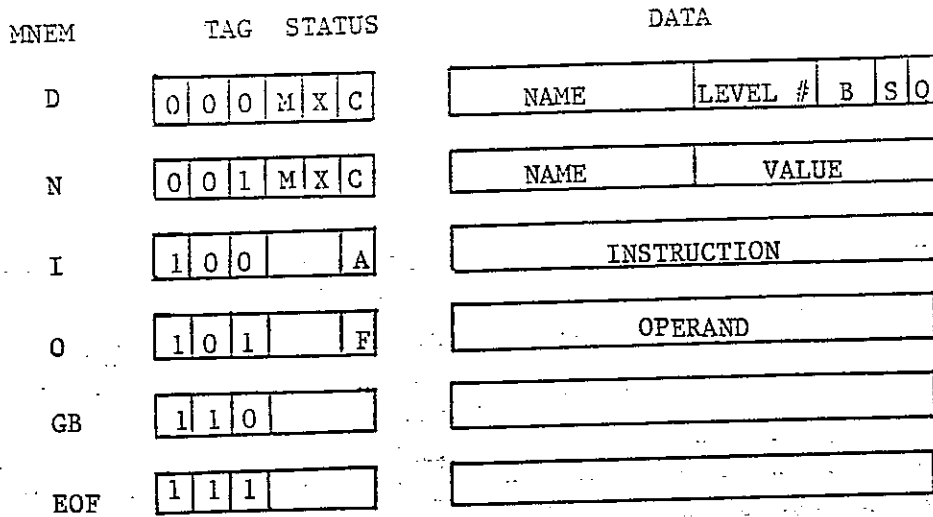 MNEM TAG STATUS DATA
D 0 0 0 M X C NAME LEVEL # B S O
N 0 0 1 M X C NAME VALUE
I 1 0 0 A INSTRUCTION
O 1 0 1 F OPERAND
GB 1 1 0
EOF 1 1 1